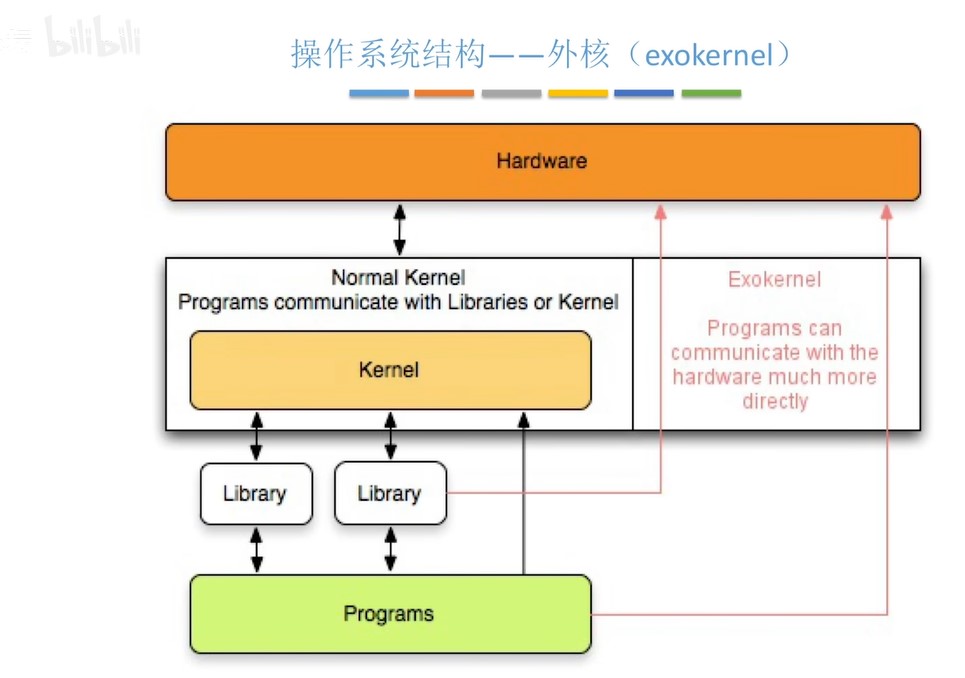 bilibili
操作系统结构——外核（exokernel）
Hardware
Normal Kernel
Programs communicate with Libraries or Kernel
Kernel
Exokernel
Programs can
communicate with the
hardware much more
directly
Library
Library
Programs